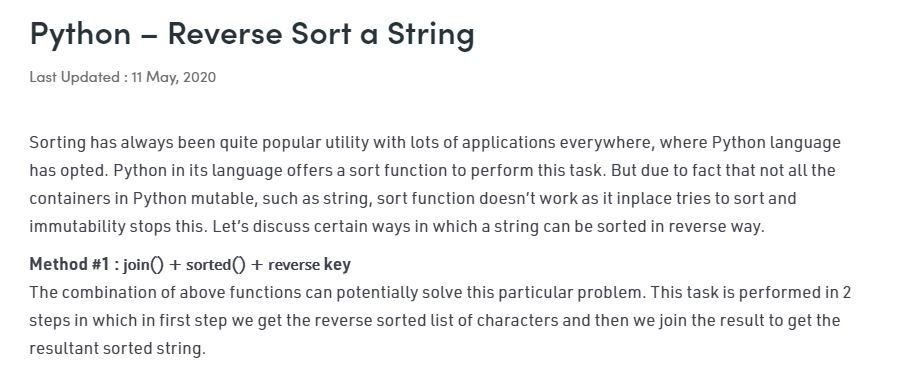 Python – Reverse Sort a String
Last Updated : 11 May, 2020
Sorting has always been quite popular utility with lots of applications everywhere, where Python language
has opted. Python in its language offers a sort function to perform this task. But due to fact that not all the
containers in Python mutable, such as string, sort function doesn’t work as it inplace tries to sort and
immutability stops this. Let’s discuss certain ways in which a string can be sorted in reverse way.
Method #1 : join() + sorted() + reverse key
The combination of above functions can potentially solve this particular problem. This task is performed in 2
steps in which in first step we get the reverse sorted list of characters and then we join the result to get the
resultant sorted string.